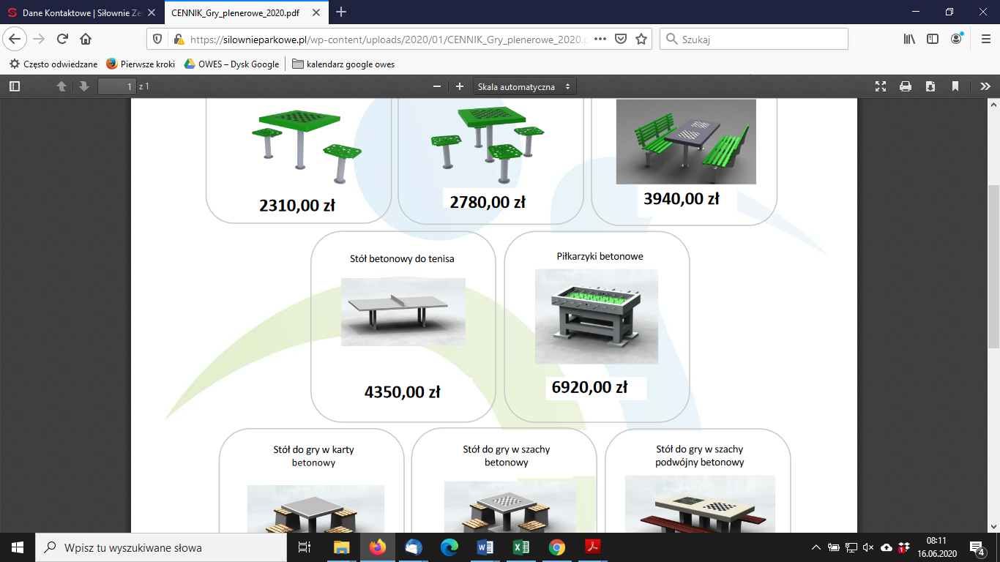 Dane Kontaktowe | Siłownie Ze
CENNIK_Gry_plenerowe_2020.pdf
https://silownieparkowe.pl/wp-content/uploads/2020/01/CENNIK_Gry_plenerowe_2020.p
Szukaj
Często odwiedzane
Pierwsze kroki
OWES – Dysk Google
kalendarz google owes
1 z 1
Skala automatyczna
2310,00 zł
2780,00 zł
3940,00 zł
Stół betonowy do tenisa
Piłkarzyki betonowe
4350,00 zł
6920,00 zł
Stół do gry w karty
betonowy
Stół do gry w szachy
betonowy
Stół do gry w szachy
podwójny betonowy
Wpisz tu wyszukiwane słowa
08:11
16.06.2020
4